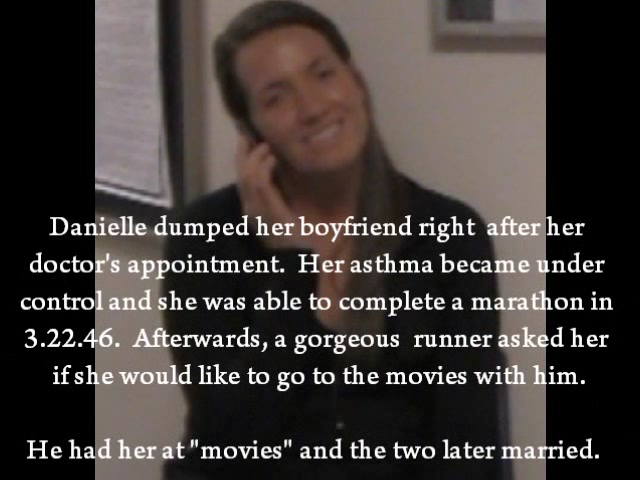 Danielle dumped her boyfriend right after her
doctor's appointment. Her asthma became under
control and she was able to complete a marathon in
3.22.46. Afterwards, a gorgeous runner asked her
if she would like to go to the movies with him.
He had her at "movies" and the two later married.